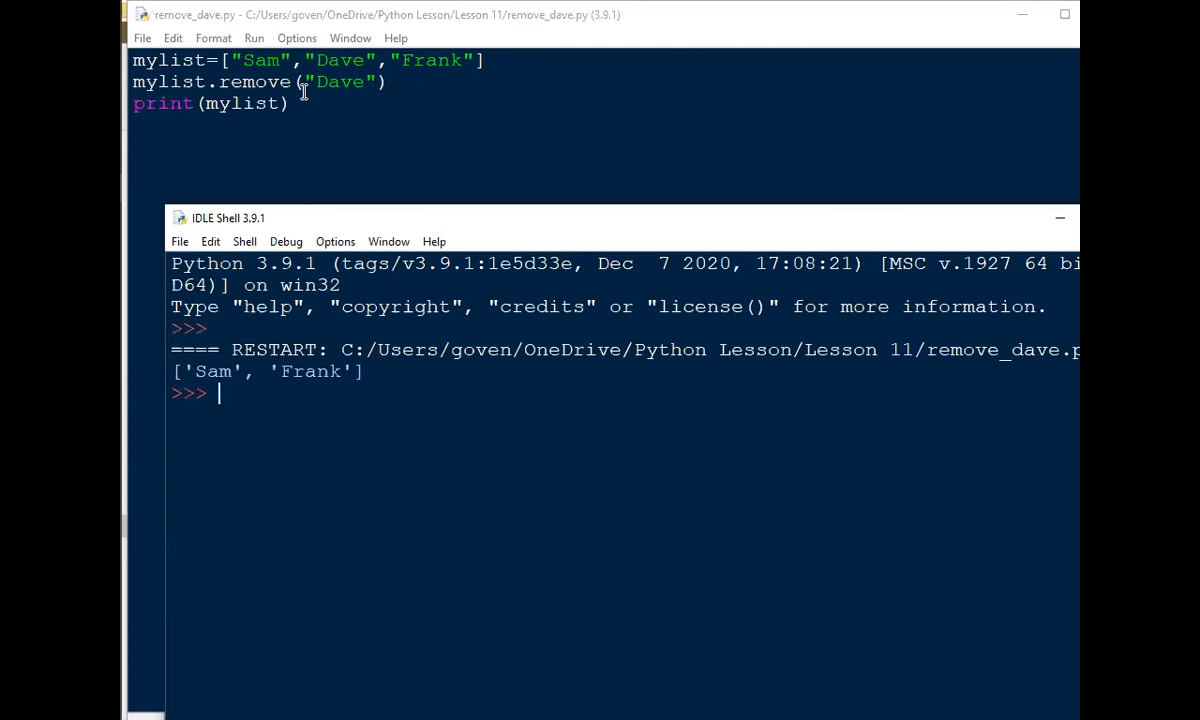 remove_dave.py - C:/Users/goven/OneDrive/Python Lesson/Lesson 11/remove_dave.py (3.9.1)
File Edit Format Run Options Window Help
mylist=["Sam","Dave","Frank"]
mylist.remove("Dave")
print(mylist)
IDLE Shell 3.9.1
File Edit Shell Debug Options Window Help
Python 3.9.1 (tags/v3.9.1:1e5d33e, Dec  7 2020, 17:08:21) [MSC v.1927 64 bi
D64)] on win32
Type "help", "copyright", "credits" or "license()" for more information.
>>>
==== RESTART: C:/Users/goven/OneDrive/Python Lesson/Lesson 11/remove_dave.p
['Sam', 'Frank']
>>>